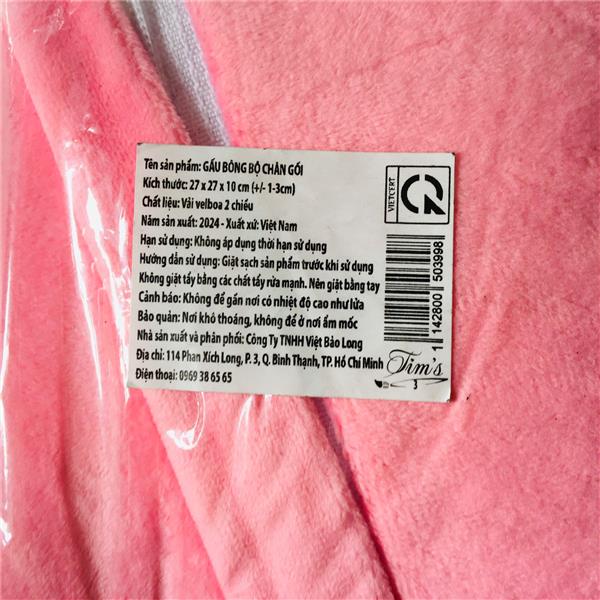 Tên sản phẩm: GẤU BÔNG BỘ CHĂN GỐI
Kích thước: 27 x 27 x 10 cm (+/- 1-3cm)
Chất liệu: Vải velboa 2 chiều
Năm sản xuất: 2024 - Xuất xứ: Việt Nam
Hạn sử dụng: Không áp dụng thời hạn sử dụng
Hướng dẫn sử dụng: Giặt sạch sản phẩm trước khi sử dụng
Không giặt tẩy bằng các chất tẩy rửa mạnh. Nên giặt bằng tay
Cảnh báo: Không để gần nơi có nhiệt độ cao như lửa
Bảo quản: Nơi khô thoáng, không để ở nơi ẩm mốc
Nhà sản xuất và phân phối: Công Ty TNHH Việt Bảo Long
Địa chỉ: 114 Phan Xích Long, P. 3, Q. Bình Thạnh, TP. Hồ Chí Minh
Điện thoại: 0969 38 65 65
VIETCERT
1 142800 503998
Tim's
3